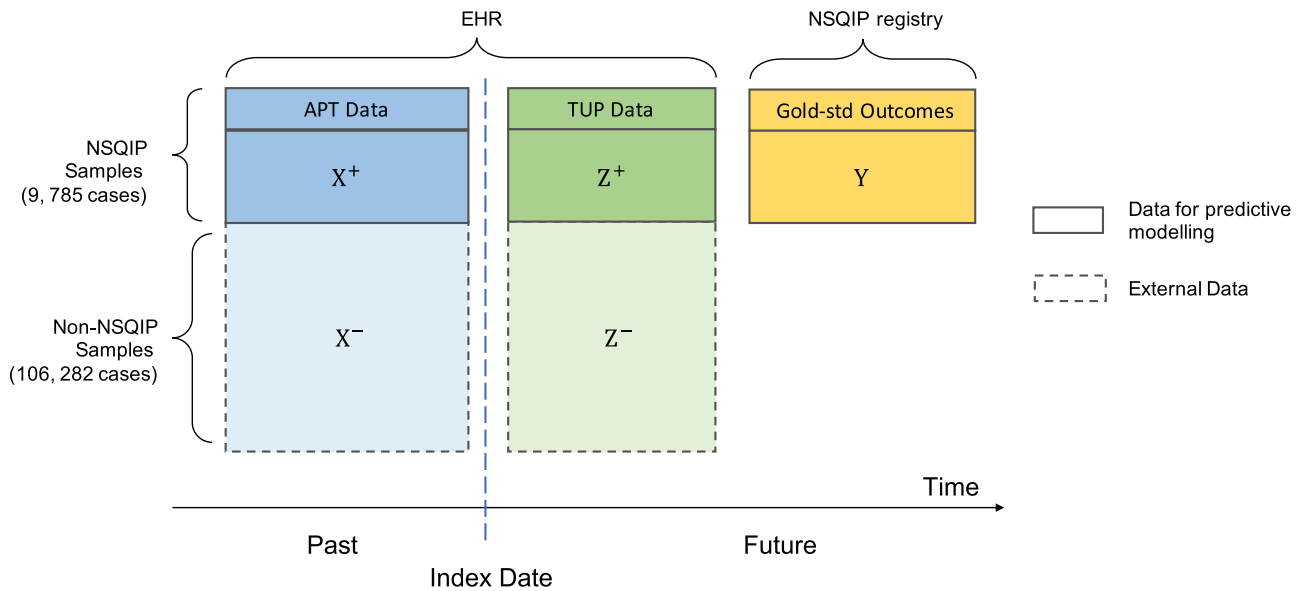 EHR
NSQIP registry
APT Data
TUP Data
Gold-std Outcomes
NSQIP
Samples
(9, 785 cases)
X⁺
Z⁺
Y
Data for predictive
modelling
External Data
Non-NSQIP
Samples
(106, 282 cases)
X⁻
Z⁻
Time
Past
Future
Index Date